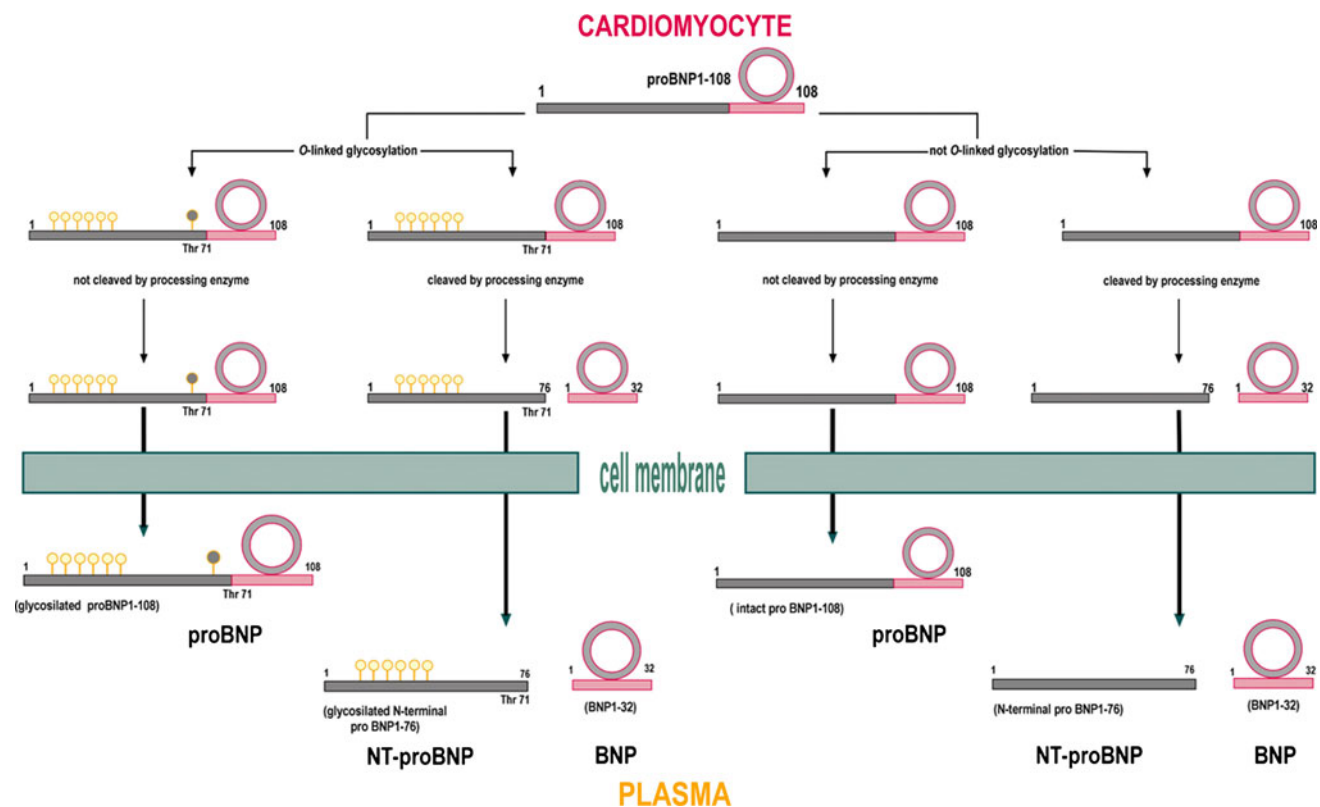 CARDIOMYOCYTE
proBNP1-108
1 108
O-linked glycosylation not O-linked glycosylation
1 108 1 108 1 108 1 108
Thr 71 Thr 71
not cleaved by processing enzyme cleaved by processing enzyme not cleaved by processing enzyme cleaved by processing enzyme
1 108 1 76 1 32 1 108 1 76 1 32
Thr 71 Thr 71
cell membrane
1 108 1 108
Thr 71
(glycosilated proBNP1-108) ( intact pro BNP1-108)
proBNP proBNP
1 76 1 32 1 76 1 32
Thr 71
(glycosilated N-terminal
pro BNP1-76) (BNP1-32) (N-terminal pro BNP1-76) (BNP1-32)
NT-proBNP BNP NT-proBNP BNP
PLASMA